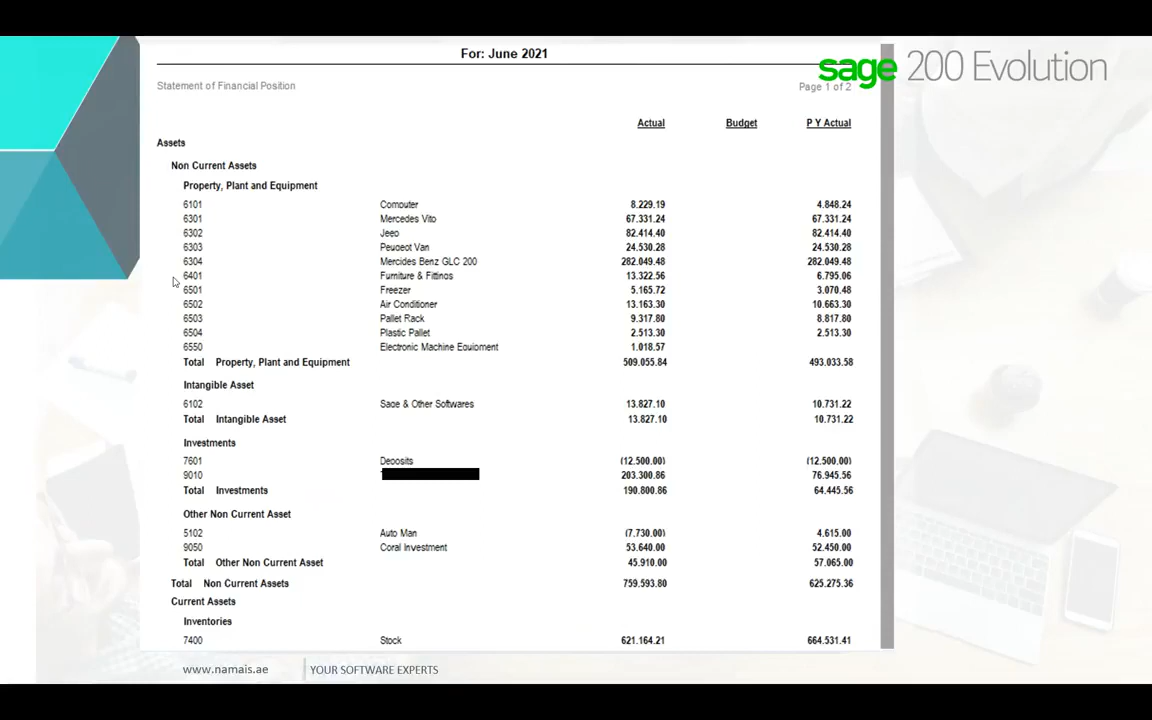 For: June 2021
sage 200 Evolution
Statement of Financial Position Page 1 of 2
Actual Budget P Y Actual
Assets
Non Current Assets
Property, Plant and Equipment
6101 Computer 8.229.19 4.848.24
6301 Mercedes Vito 67.331.24 67.331.24
6302 Jeep 82.414.40 82.414.40
6303 Peugeot Van 24.530.28 24.530.28
6304 Mercides Benz GLC 200 282.049.48 282.049.48
6401 Furniture & Fittings 13.322.56 6.795.06
6501 Freezer 5.165.72 3.070.48
6502 Air Conditioner 13.163.30 10.663.30
6503 Pallet Rack 9.317.80 8.817.80
6504 Plastic Pallet 2.513.30 2.513.30
6550 Electronic Machine Equipment 1.018.57
Total Property, Plant and Equipment 509.055.84 493.033.58
Intangible Asset
6102 Sage & Other Softwares 13.827.10 10.731.22
Total Intangible Asset 13.827.10 10.731.22
Investments
7601 Deposits (12.500.00) (12.500.00)
9010 203.300.86 76.945.56
Total Investments 190.800.86 64.445.56
Other Non Current Asset
5102 Auto Man (7.730.00) 4.615.00
9050 Coral Investment 53.640.00 52.450.00
Total Other Non Current Asset 45.910.00 57.065.00
Total Non Current Assets 759.593.80 625.275.36
Current Assets
Inventories
7400 Stock 621.164.21 664.531.41
www.namais.ae YOUR SOFTWARE EXPERTS